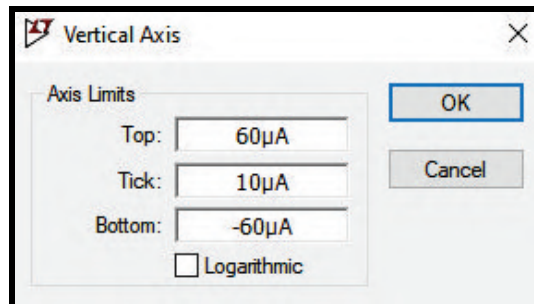 Vertical Axis
Axis Limits
OK
Top: 60µA
Tick: 10µA
Cancel
Bottom: -60µA
Logarithmic